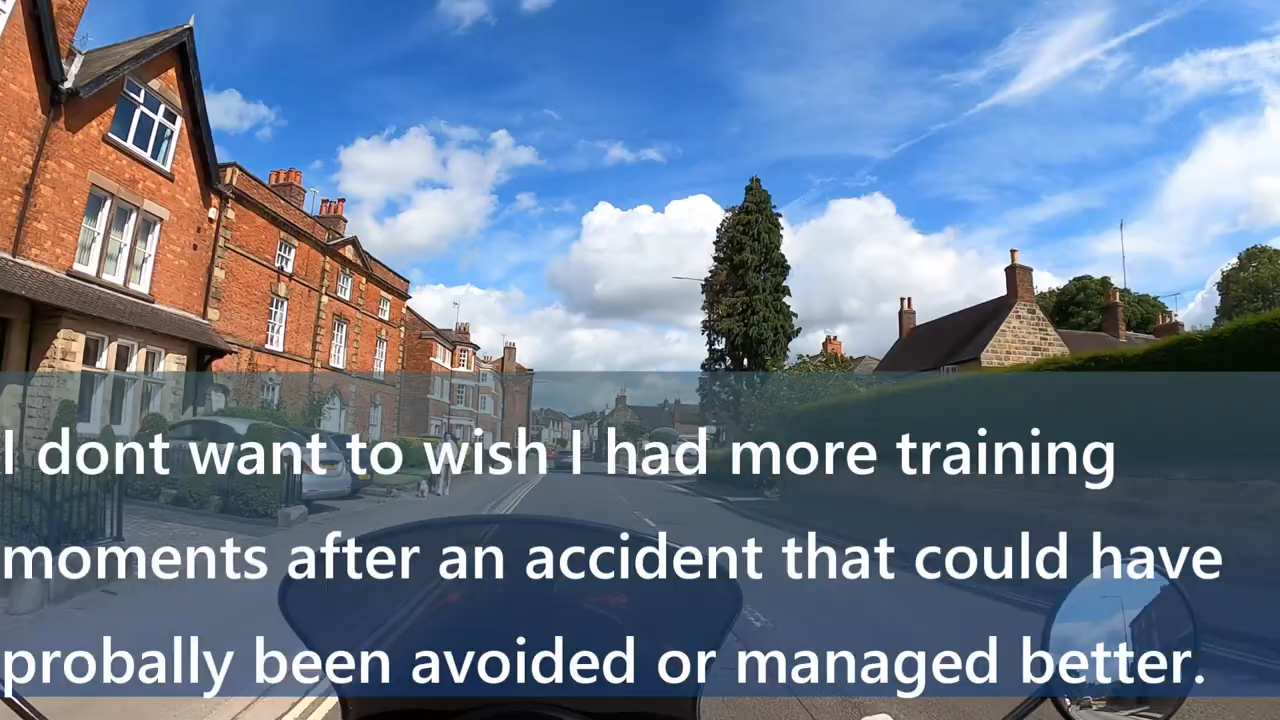 I dont want to wish I had more training
moments after an accident that could have
probally been avoided or managed better.